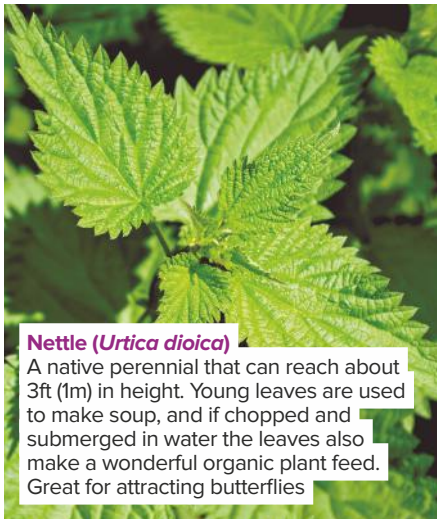 Nettle (Urtica dioica)
A native perennial that can reach about
3ft (1m) in height. Young leaves are used
to make soup, and if chopped and
submerged in water the leaves also
make a wonderful organic plant feed.
Great for attracting butterflies